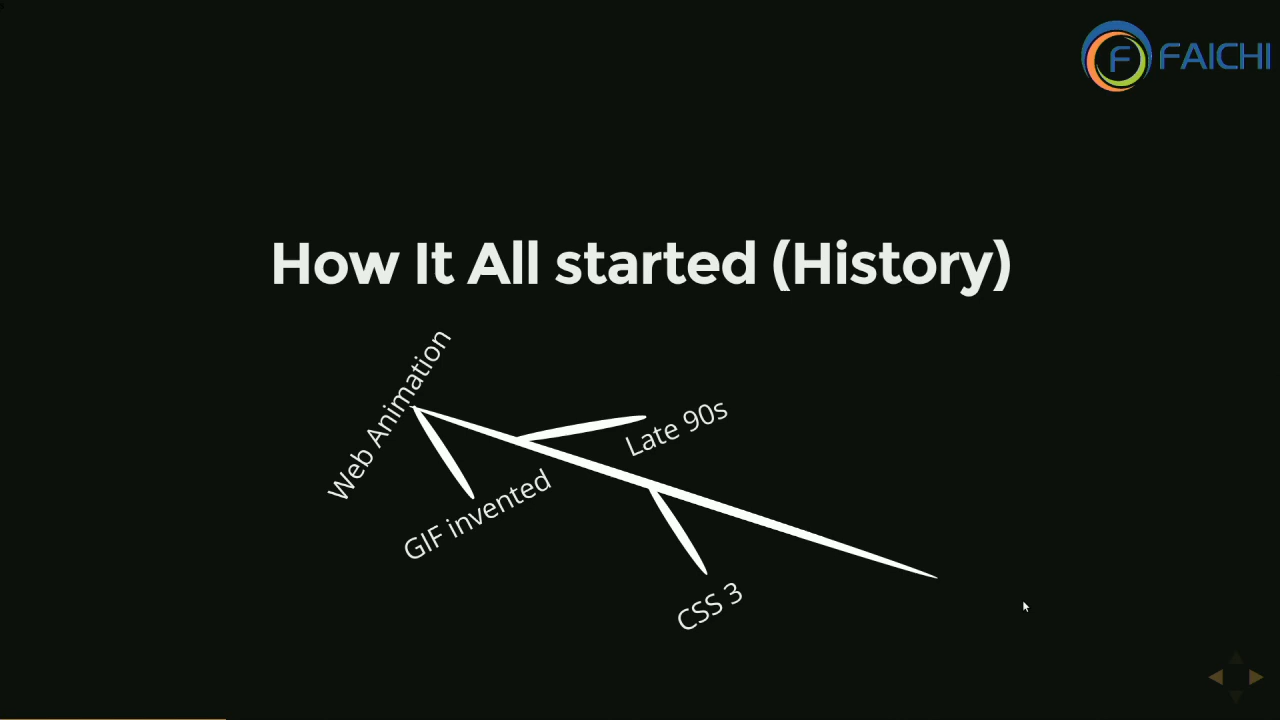 F FAICHI
How It All started (History)
Web Animation
Late 90s
GIF invented
CSS 3